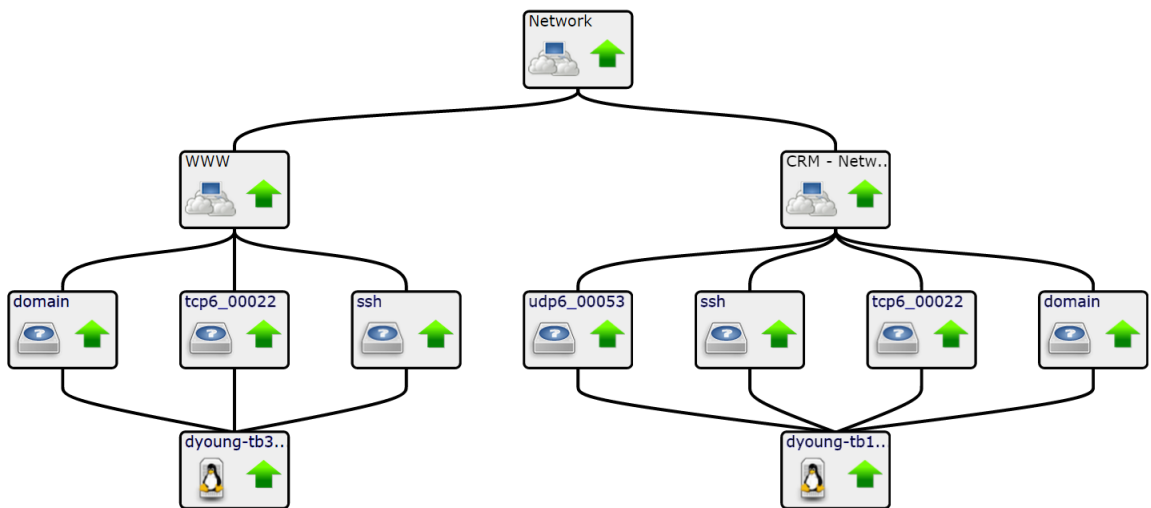 Network
WWW
CRM - Netw..
domain
tcp6_00022
ssh
udp6_00053
ssh
tcp6_00022
domain
dyoung-tb3..
dyoung-tb1..